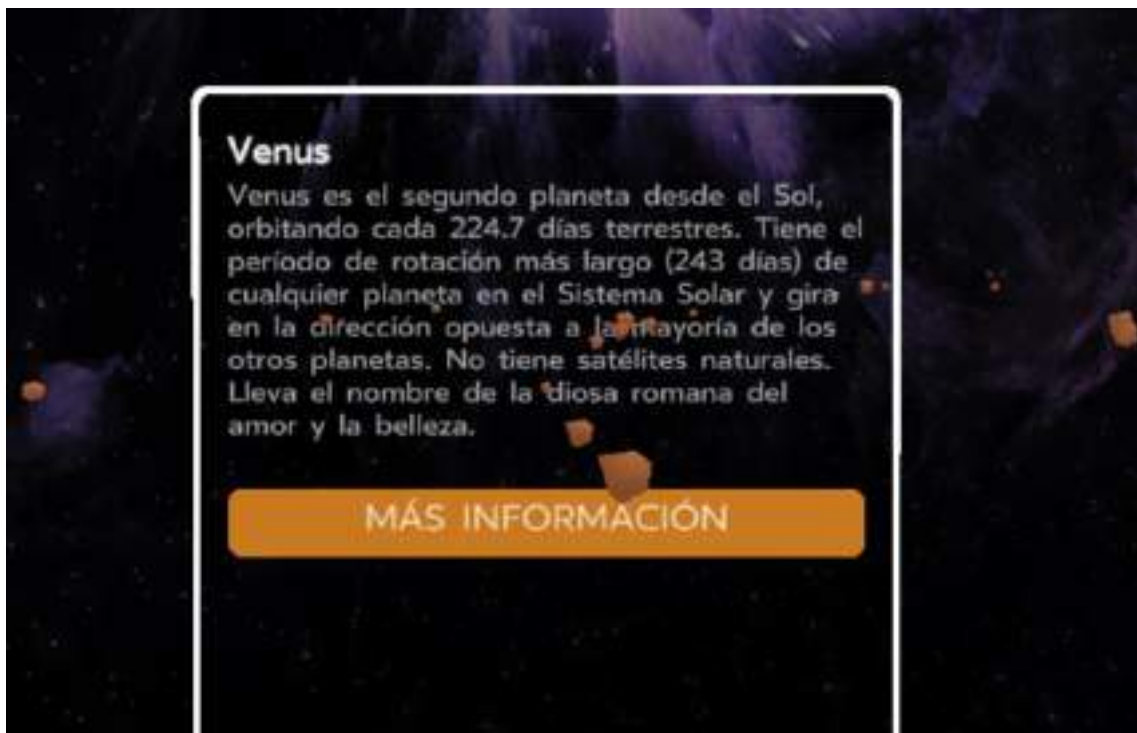 Venus
Venus es el segundo planeta desde el Sol,
orbitando cada 224.7 días terrestres. Tiene el
período de rotación más largo (243 días) de
cualquier planeta en el Sistema Solar y gira
en la dirección opuesta a la mayoría de los
otros planetas. No tiene satélites naturales.
Lleva el nombre de la diosa romana del
amor y la belleza.
MÁS INFORMACIÓN